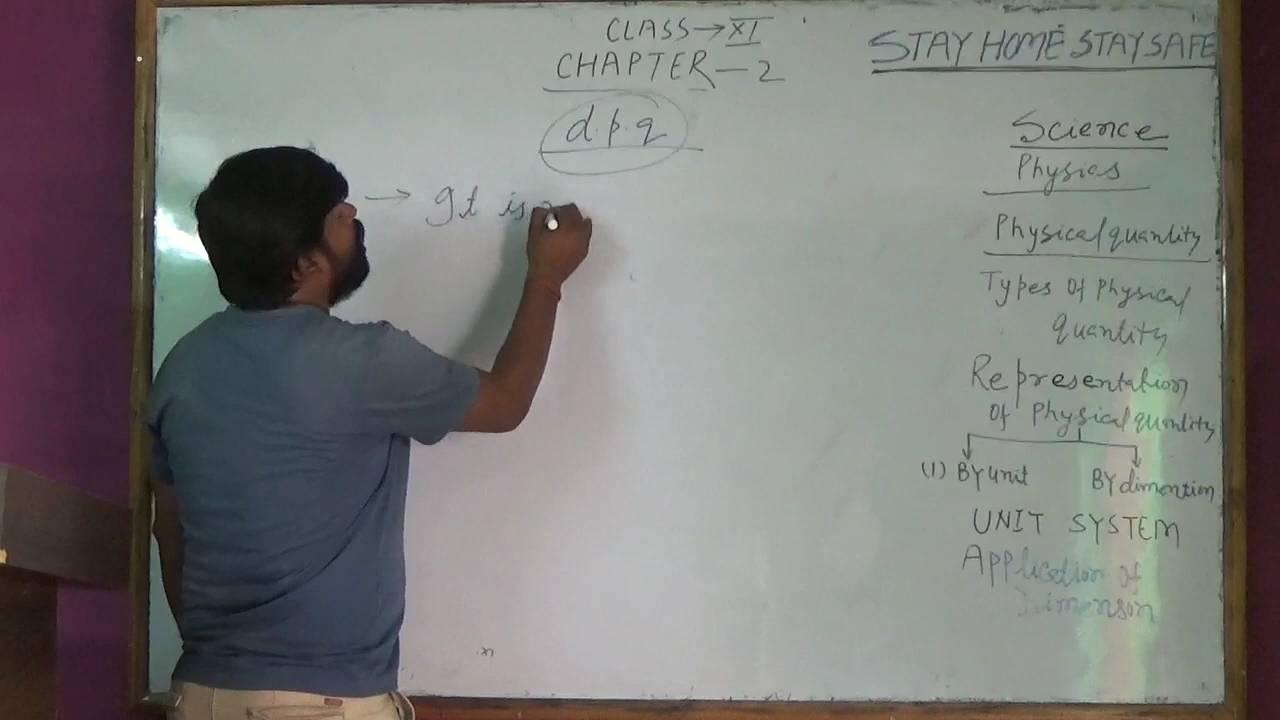 CLASS → XI
CHAPTER - 2
d.p.q
→ It is
STAY HOME STAY SAFE
Science
Physics
Physical quantity
Types Of Physical
quantity
Representation
Of Physical quantity
(1) BY unit BY dimention
UNIT SYSTEM
Application of
Dimenson